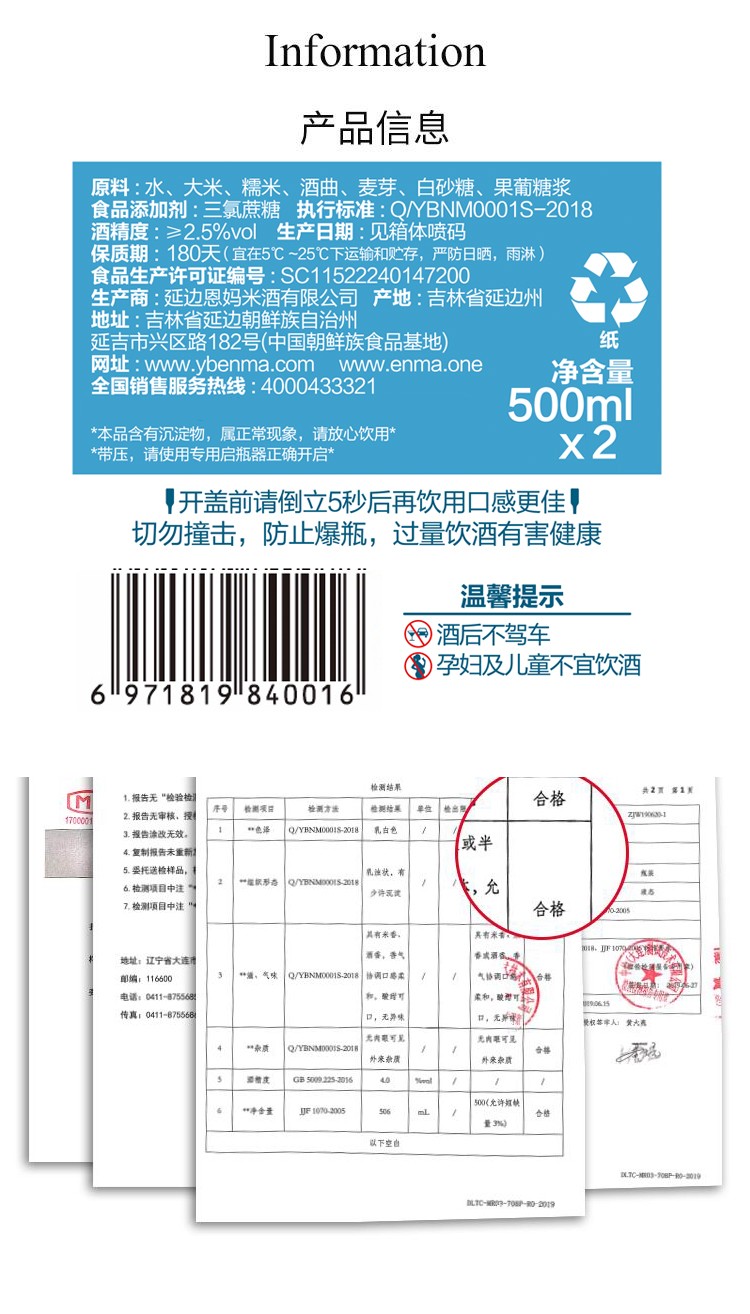 Information
产品信息
原料：水、大米、糯米、酒曲、麦芽、白砂糖、果葡糖浆
食品添加剂：三氯蔗糖 执行标准：Q/YBNM0001S-2018
酒精度：≥2.5%vol 生产日期：见箱体喷码
保质期：180天（宜在5℃~25℃下运输和贮存，严防日晒，雨淋）
食品生产许可证编号：SC11522240147200
生产商：延边恩妈米酒有限公司 产地：吉林省延边州
地址：吉林省延边朝鲜族自治州
延吉市兴区路182号(中国朝鲜族食品基地)
网址：www.ybenma.com www.enma.one
全国销售服务热线：4000433321
纸
净含量
500ml
x2
*本品含有沉淀物，属正常现象，请放心饮用*
*带压，请使用专用启瓶器正确开启*
开盖前请倒立5秒后再饮用口感更佳
切勿撞击，防止爆瓶，过量饮酒有害健康
6 971819 840016
温馨提示
酒后不驾车
孕妇及儿童不宜饮酒
M
170001
1. 报告无“检验检
2. 报告无审核、授
3. 报告涂改无效。
4. 复制报告未重新
5. 委托送检样品，
6. 检测项目中注“*
7. 检测项目中注“*
地址：辽宁省大连市
邮编：116600
电话：0411-875568
传真：0411-875568
检测结果
序号 检测项目 检测方法 检测结果 单位 检出限
1 **色泽 Q/YBNM0001S-2018 乳白色 / /
2 **组织形态 Q/YBNM0001S-2018 乳浊状，有少许沉淀 / /
3 **滋、气味 Q/YBNM0001S-2018 具有米香、酒香，香气协调口感柔和，酸甜可口，无异味 / / 具有米香、香或酒香，香气协调口感柔和，酸甜可口，无异味 合格
4 **杂质 Q/YBNM0001S-2018 无肉眼可见外来杂质 / / 无肉眼可见外来杂质 合格
5 酒精度 GB 5009.225-2016 4.0 %vol / / /
6 **净含量 JJF 1070-2005 506 mL / 500(允许短缺量3%) 合格
以下空白
DLTC-MR03-708P-R0-2019
合格
或半
，允
合格
共 2 页 第 1 页
ZJW190620-1
瓶装
液态
70-2005
2019.06.15
授权签字人：黄大燕
DLTC-MR03-708P-R0-2019